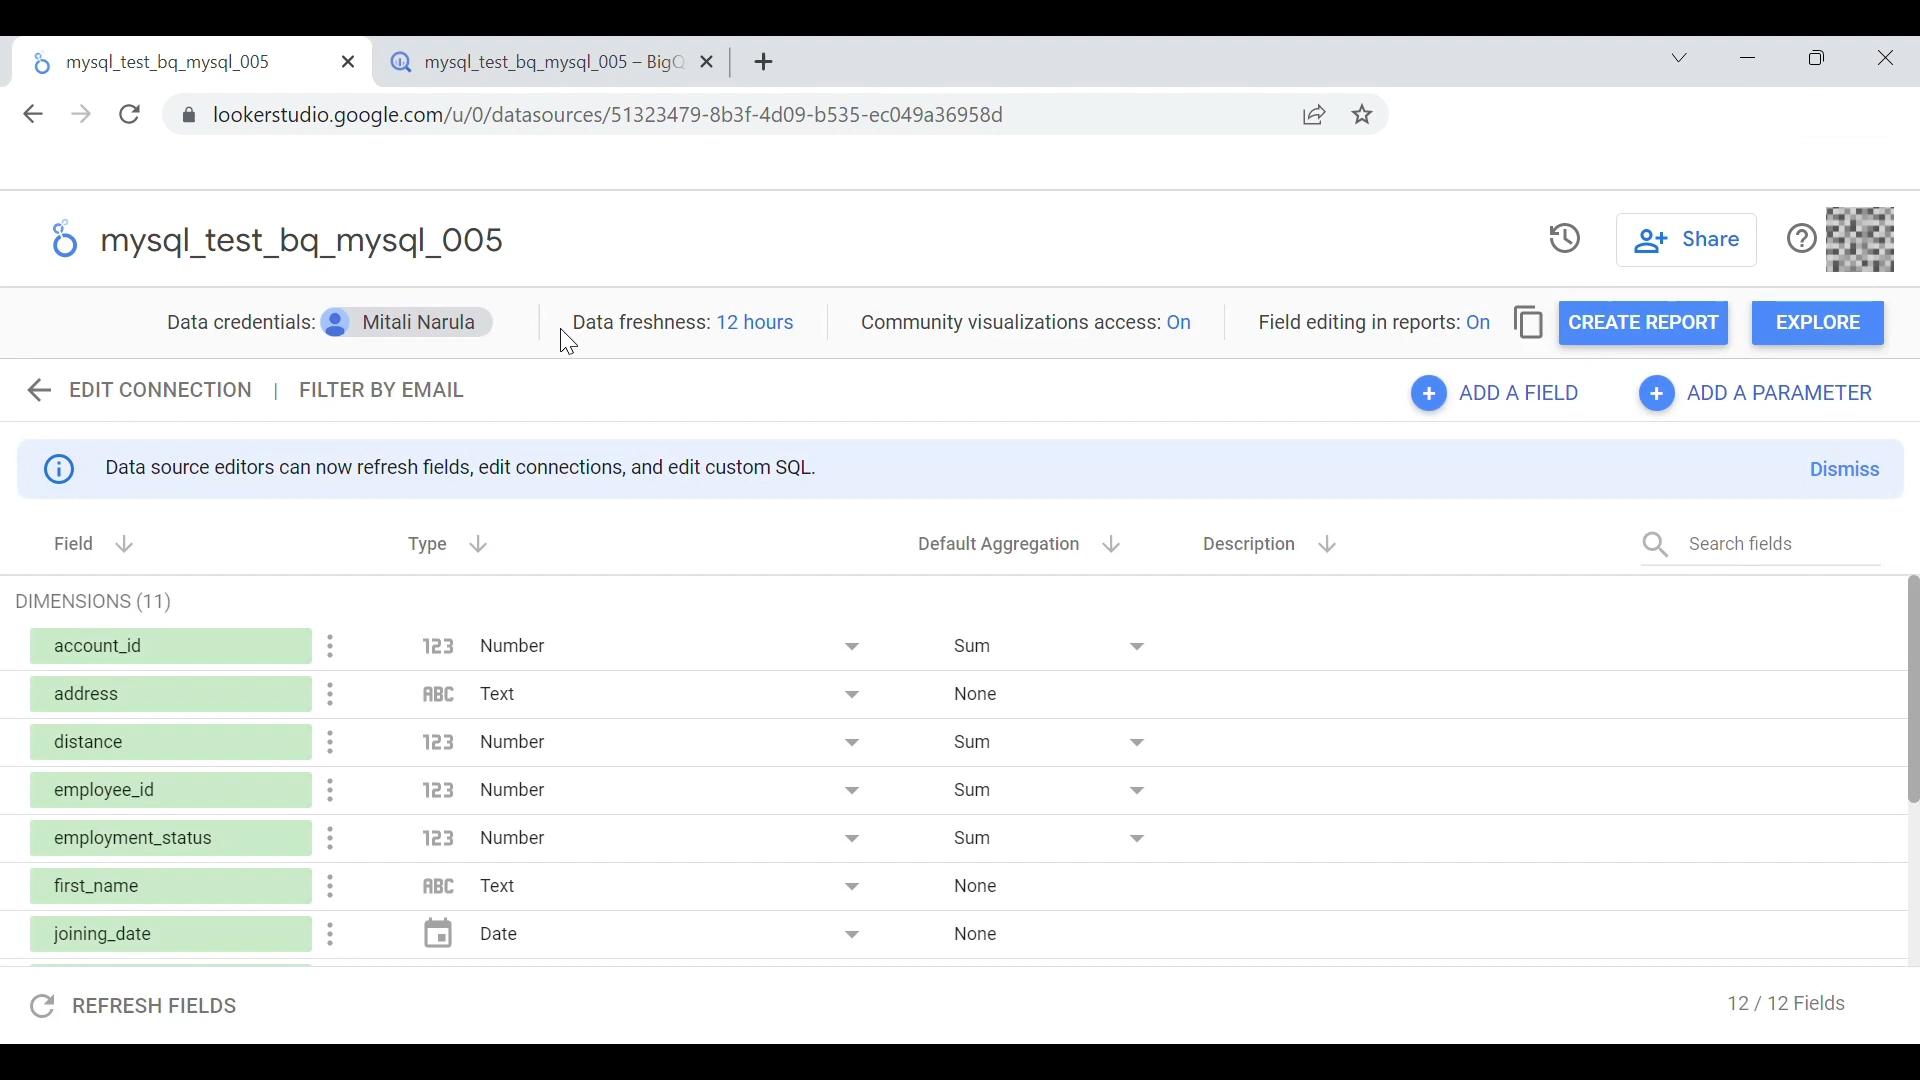 mysql_test_bq_mysql_005
mysql_test_bq_mysql_005 – BigQ
lookerstudio.google.com/u/0/datasources/51323479-8b3f-4d09-b535-ec049a36958d
mysql_test_bq_mysql_005
Share
Data credentials: Mitali Narula
Data freshness: 12 hours
Community visualizations access: On
Field editing in reports: On
CREATE REPORT
EXPLORE
EDIT CONNECTION | FILTER BY EMAIL
ADD A FIELD
ADD A PARAMETER
Data source editors can now refresh fields, edit connections, and edit custom SQL.
Dismiss
Field Type Default Aggregation Description Search fields
DIMENSIONS (11)
account_id 123 Number Sum
address ABC Text None
distance 123 Number Sum
employee_id 123 Number Sum
employment_status 123 Number Sum
first_name ABC Text None
joining_date Date None
REFRESH FIELDS
12 / 12 Fields